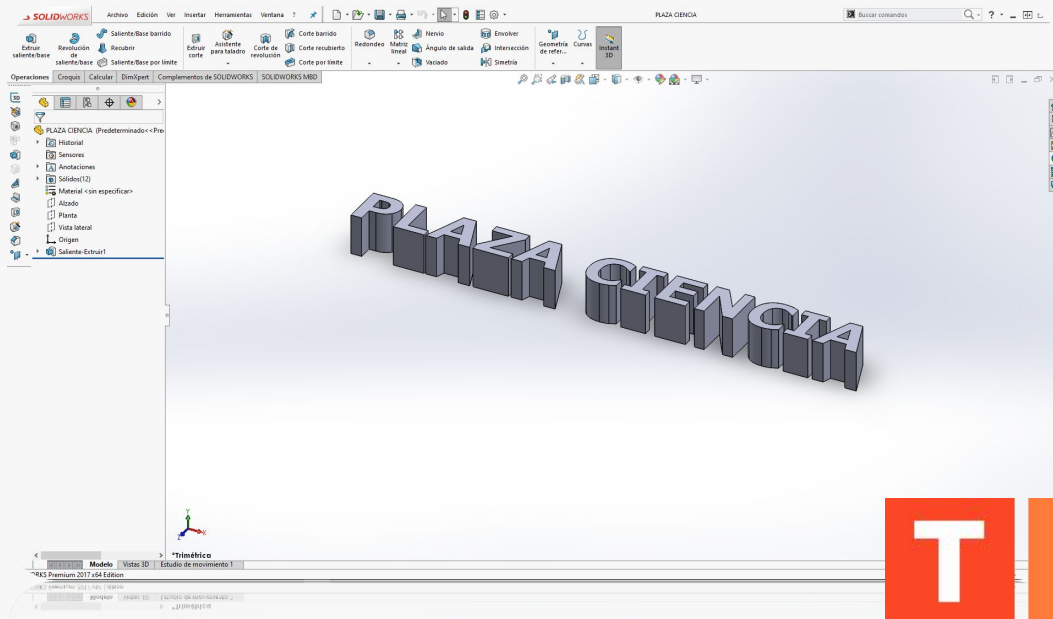 SOLIDWORKS Archivo Edición Ver Insertar Herramientas Ventana ? PLAZA CIENCIA Buscar comandos ?
Extruir saliente/base
Revolución de saliente/base
Saliente/Base barrido
Recubrir
Saliente/Base por límite
Extruir corte
Asistente para taladro
Corte de revolución
Corte barrido
Corte recubierto
Corte por límite
Redondeo
Matriz lineal
Nervio
Ángulo de salida
Vaciado
Envolver
Intersección
Simetría
Geometría de refer...
Curvas
Instant 3D
Operaciones Croquis Calcular DimXpert Complementos de SOLIDWORKS SOLIDWORKS MBD
PLAZA CIENCIA (Predeterminado<<Pre
Historial
Sensores
Anotaciones
Sólidos(12)
Material <sin especificar>
Alzado
Planta
Vista lateral
Origen
Saliente-Extruir1
PLAZA CIENCIA
Y
X
Z
*Trimétrica
Modelo Vistas 3D Estudio de movimiento 1
RKS Premium 2017 x64 Edition
T